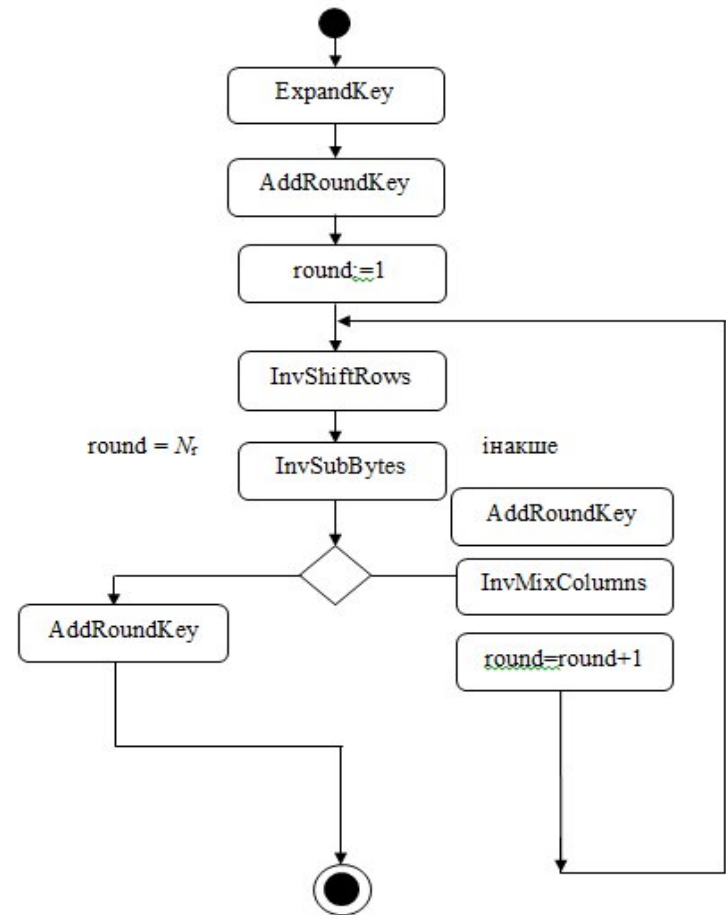 ExpandKey
AddRoundKey
round:=1
InvShiftRows
round = Nr
InvSubBytes
інакше
AddRoundKey
InvMixColumns
AddRoundKey
round=round+1